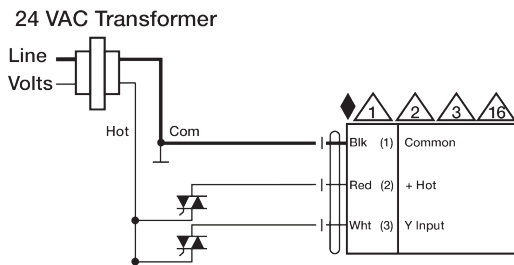 24 VAC Transformer
Line
Volts
Hot
Com
1 2 3 16
Blk (1) Common
Red (2) + Hot
Wht (3) Y Input